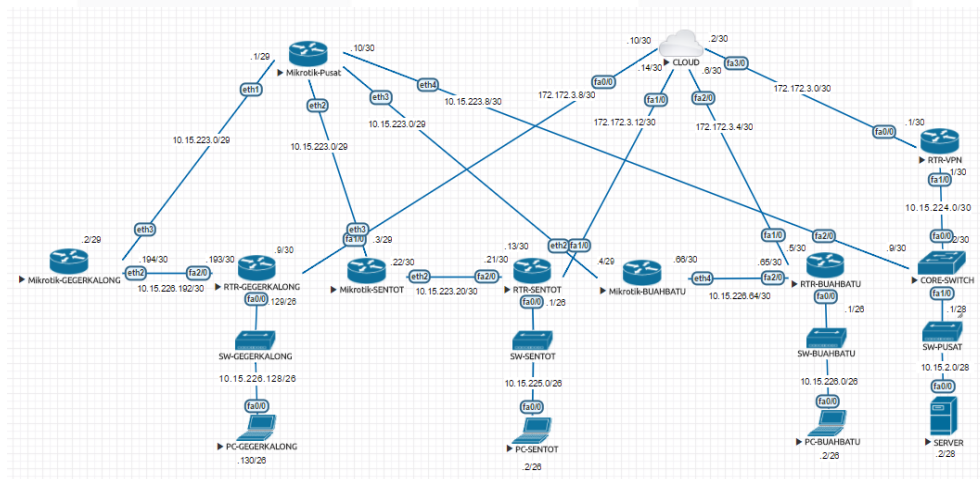 .10/30
.2/30
.1/29
.10/30
Mikrotik-Pusat
CLOUD
.14/30
.6/30
fa3/0
eth1
eth4
eth3
fa0/0
172.172.3.0/30
eth2
10.15.223.8/30
172.172.3.8/30
fa1/0
fa2/0
10.15.223.0/29
172.172.3.12/30
.1/30
172.172.3.4/30
fa0/0
10.15.223.0/29
10.15.223.0/29
RTR-VPN
.1/30
fa1/0
10.15.224.0/30
eth3
eth3
fa1/0
fa1/0
fa2/0
fa0/0
.2/29
.3/29
.13/30
eth2
fa1/0
.5/30
.9/30
.2/30
.194/30
.193/30
.9/30
.22/30
.21/30
.4/29
.66/30
.65/30
Mikrotik-GEGERKALONG
eth2
fa2/0
RTR-GEGERKALONG
Mikrotik-SENTOT
eth2
fa2/0
RTR-SENTOT
Mikrotik-BUAHBATU
eth4
fa2/0
RTR-BUAHBATU
CORE-SWITCH
10.15.226.192/30
10.15.223.20/30
10.15.226.64/30
fa0/0
129/26
fa0/0
.1/26
fa0/0
.1/26
fa1/0
.1/28
SW-GEGERKALONG
SW-SENTOT
SW-BUAHBATU
SW-PUSAT
10.15.226.128/26
10.15.225.0/26
10.15.226.0/26
10.15.2.0/28
fa0/0
fa0/0
fa0/0
fa0/0
PC-GEGERKALONG
PC-SENTOT
PC-BUAHBATU
SERVER
.130/26
.2/26
.2/26
.2/28